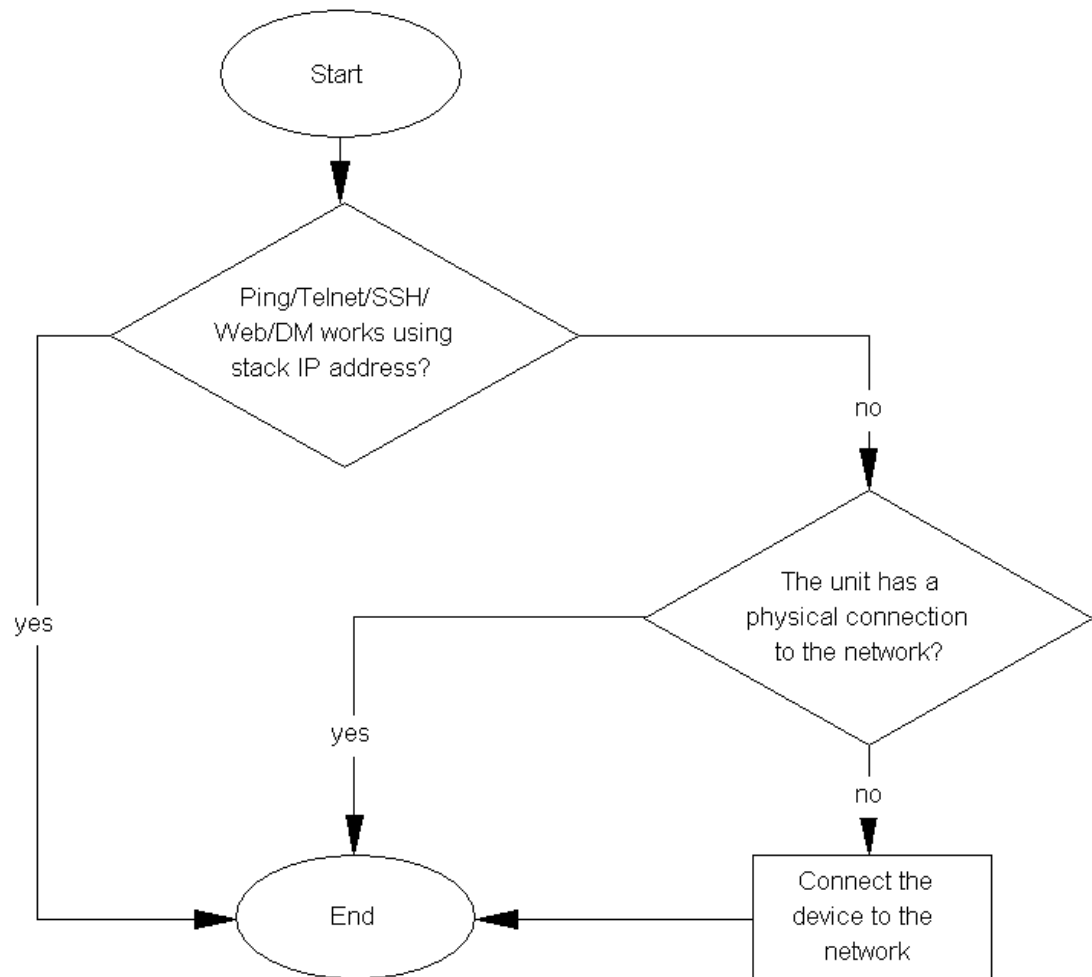 Start
Ping/Telnet/SSH/
Web/DM works using
stack IP address?
no
The unit has a
physical connection
to the network?
yes
yes
no
Connect the
device to the
network
End